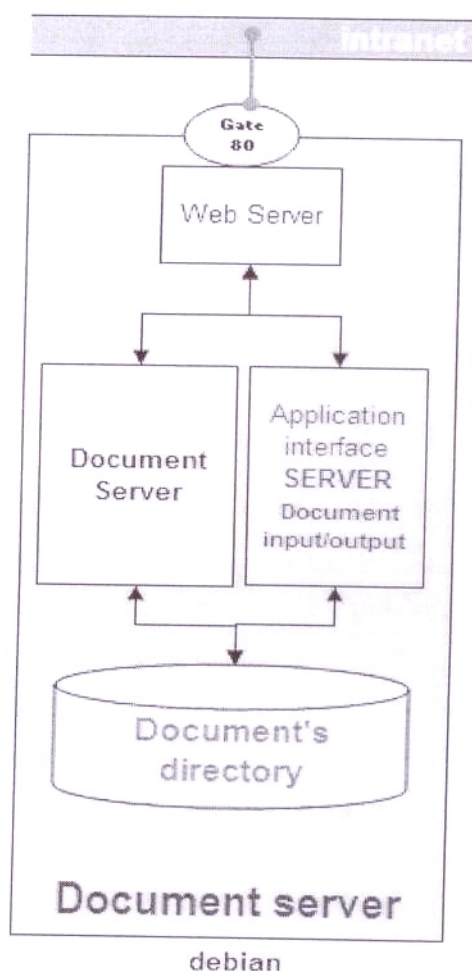 intranet
Gate
80
Web Server
Document
Server
Application
interface
SERVER
Document
input/output
Document's
directory
Document server
debian